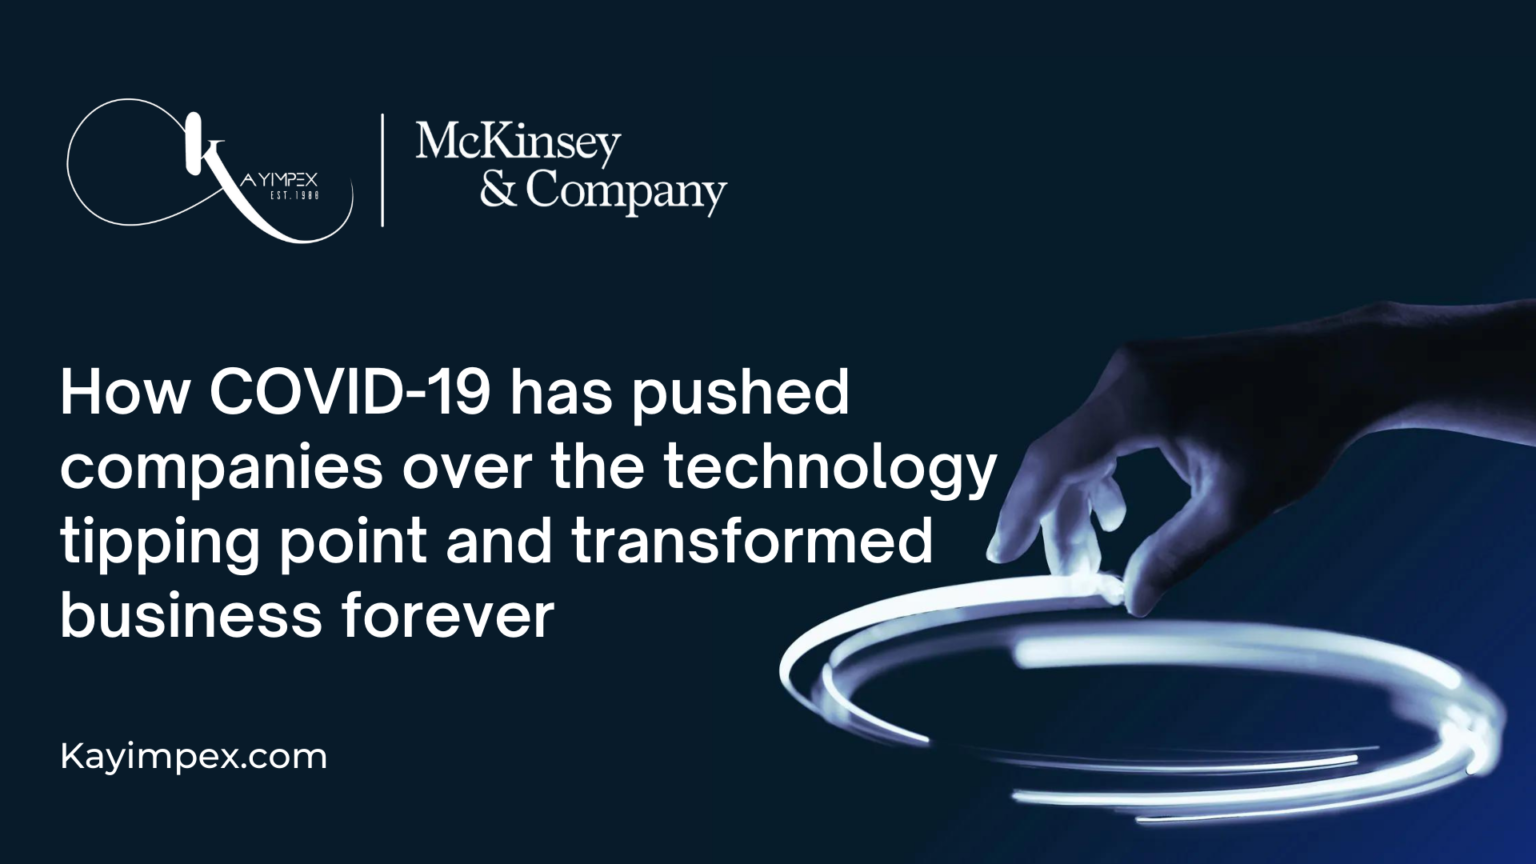 k
AYIMPEX
EST.1980
McKinsey
& Company
How COVID-19 has pushed
companies over the technology
tipping point and transformed
business forever
Kayimpex.com